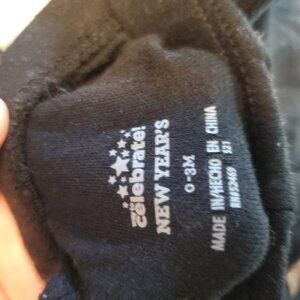 celebrate!
NEW YEAR'S
0-3M
MADE IN/HECHO EN CHINA